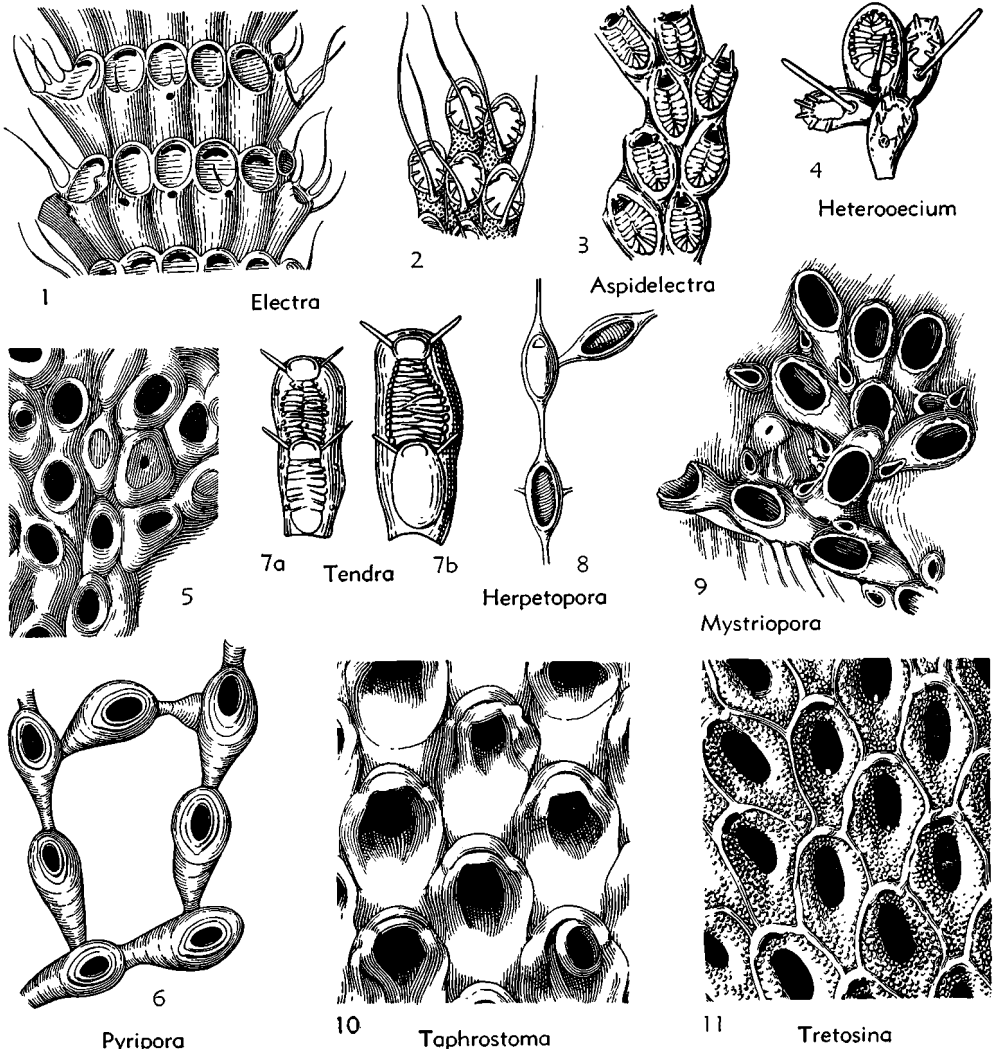 1
2
3
4
Heterooecium
Electra
Aspidelectra
5
7a
7b
8
9
Tendra
Herpetopora
Mystriopora
6
10
11
Pyripora
Taphrostoma
Tretosina